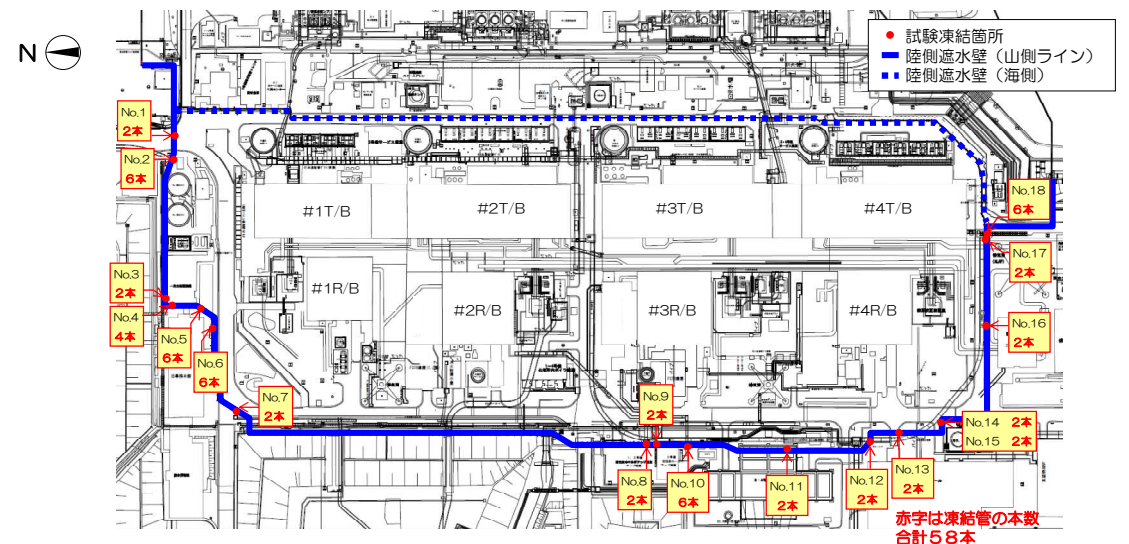 N
試験凍結箇所
陸側遮水壁（山側ライン）
陸側遮水壁（海側）
No.1
2本
No.2
6本
No.3
2本
No.4
4本
No.5
6本
No.6
6本
No.7
2本
No.8
2本
No.9
2本
No.10
6本
No.11
2本
No.12
2本
No.13
2本
No.14 2本
No.15 2本
No.16
2本
No.17
2本
No.18
6本
#1T/B
#2T/B
#3T/B
#4T/B
#1R/B
#2R/B
#3R/B
#4R/B
赤字は凍結管の本数
合計５８本